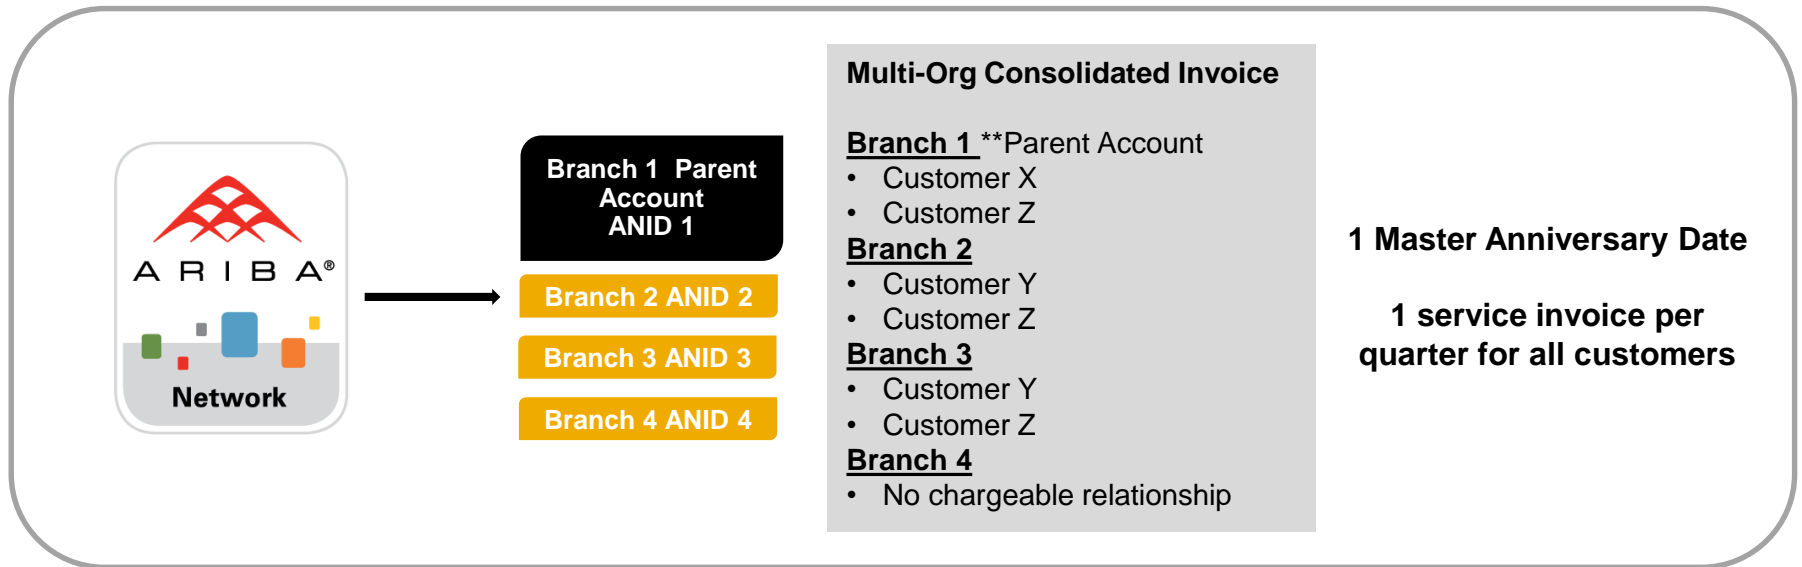 ARIBA®
Network
Branch 1 Parent
Account
ANID 1
Branch 2 ANID 2
Branch 3 ANID 3
Branch 4 ANID 4
Multi-Org Consolidated Invoice
Branch 1 **Parent Account
• Customer X
• Customer Z
Branch 2
• Customer Y
• Customer Z
Branch 3
• Customer Y
• Customer Z
Branch 4
• No chargeable relationship
1 Master Anniversary Date
1 service invoice per
quarter for all customers